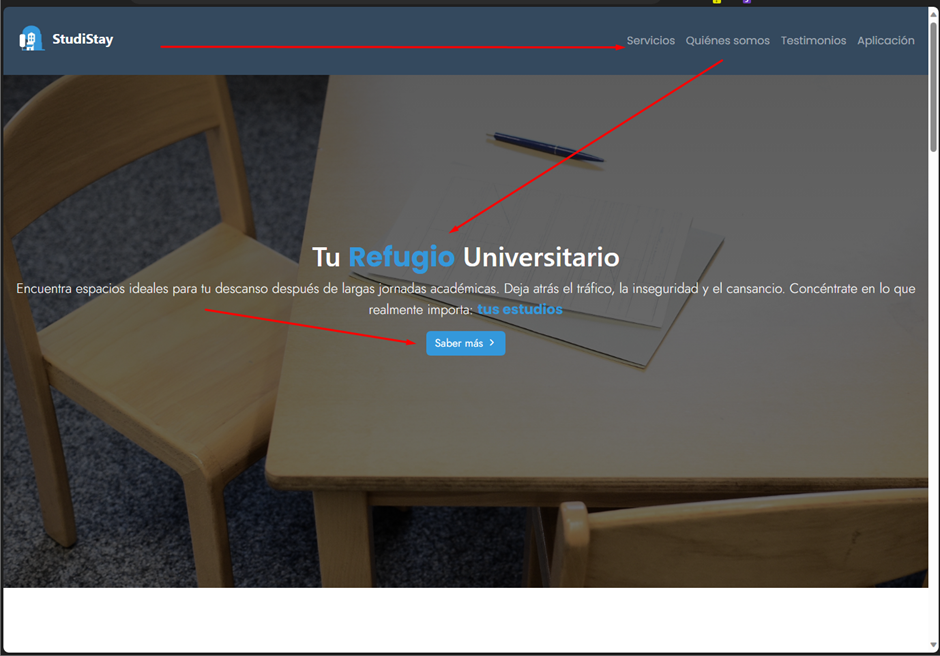 StudiStay
Servicios Quiénes somos Testimonios Aplicación
Tu Refugio Universitario
Encuentra espacios ideales para tu descanso después de largas jornadas académicas. Deja atrás el tráfico, la inseguridad y el cansancio. Concéntrate en lo que
realmente importa: tus estudios
Saber más